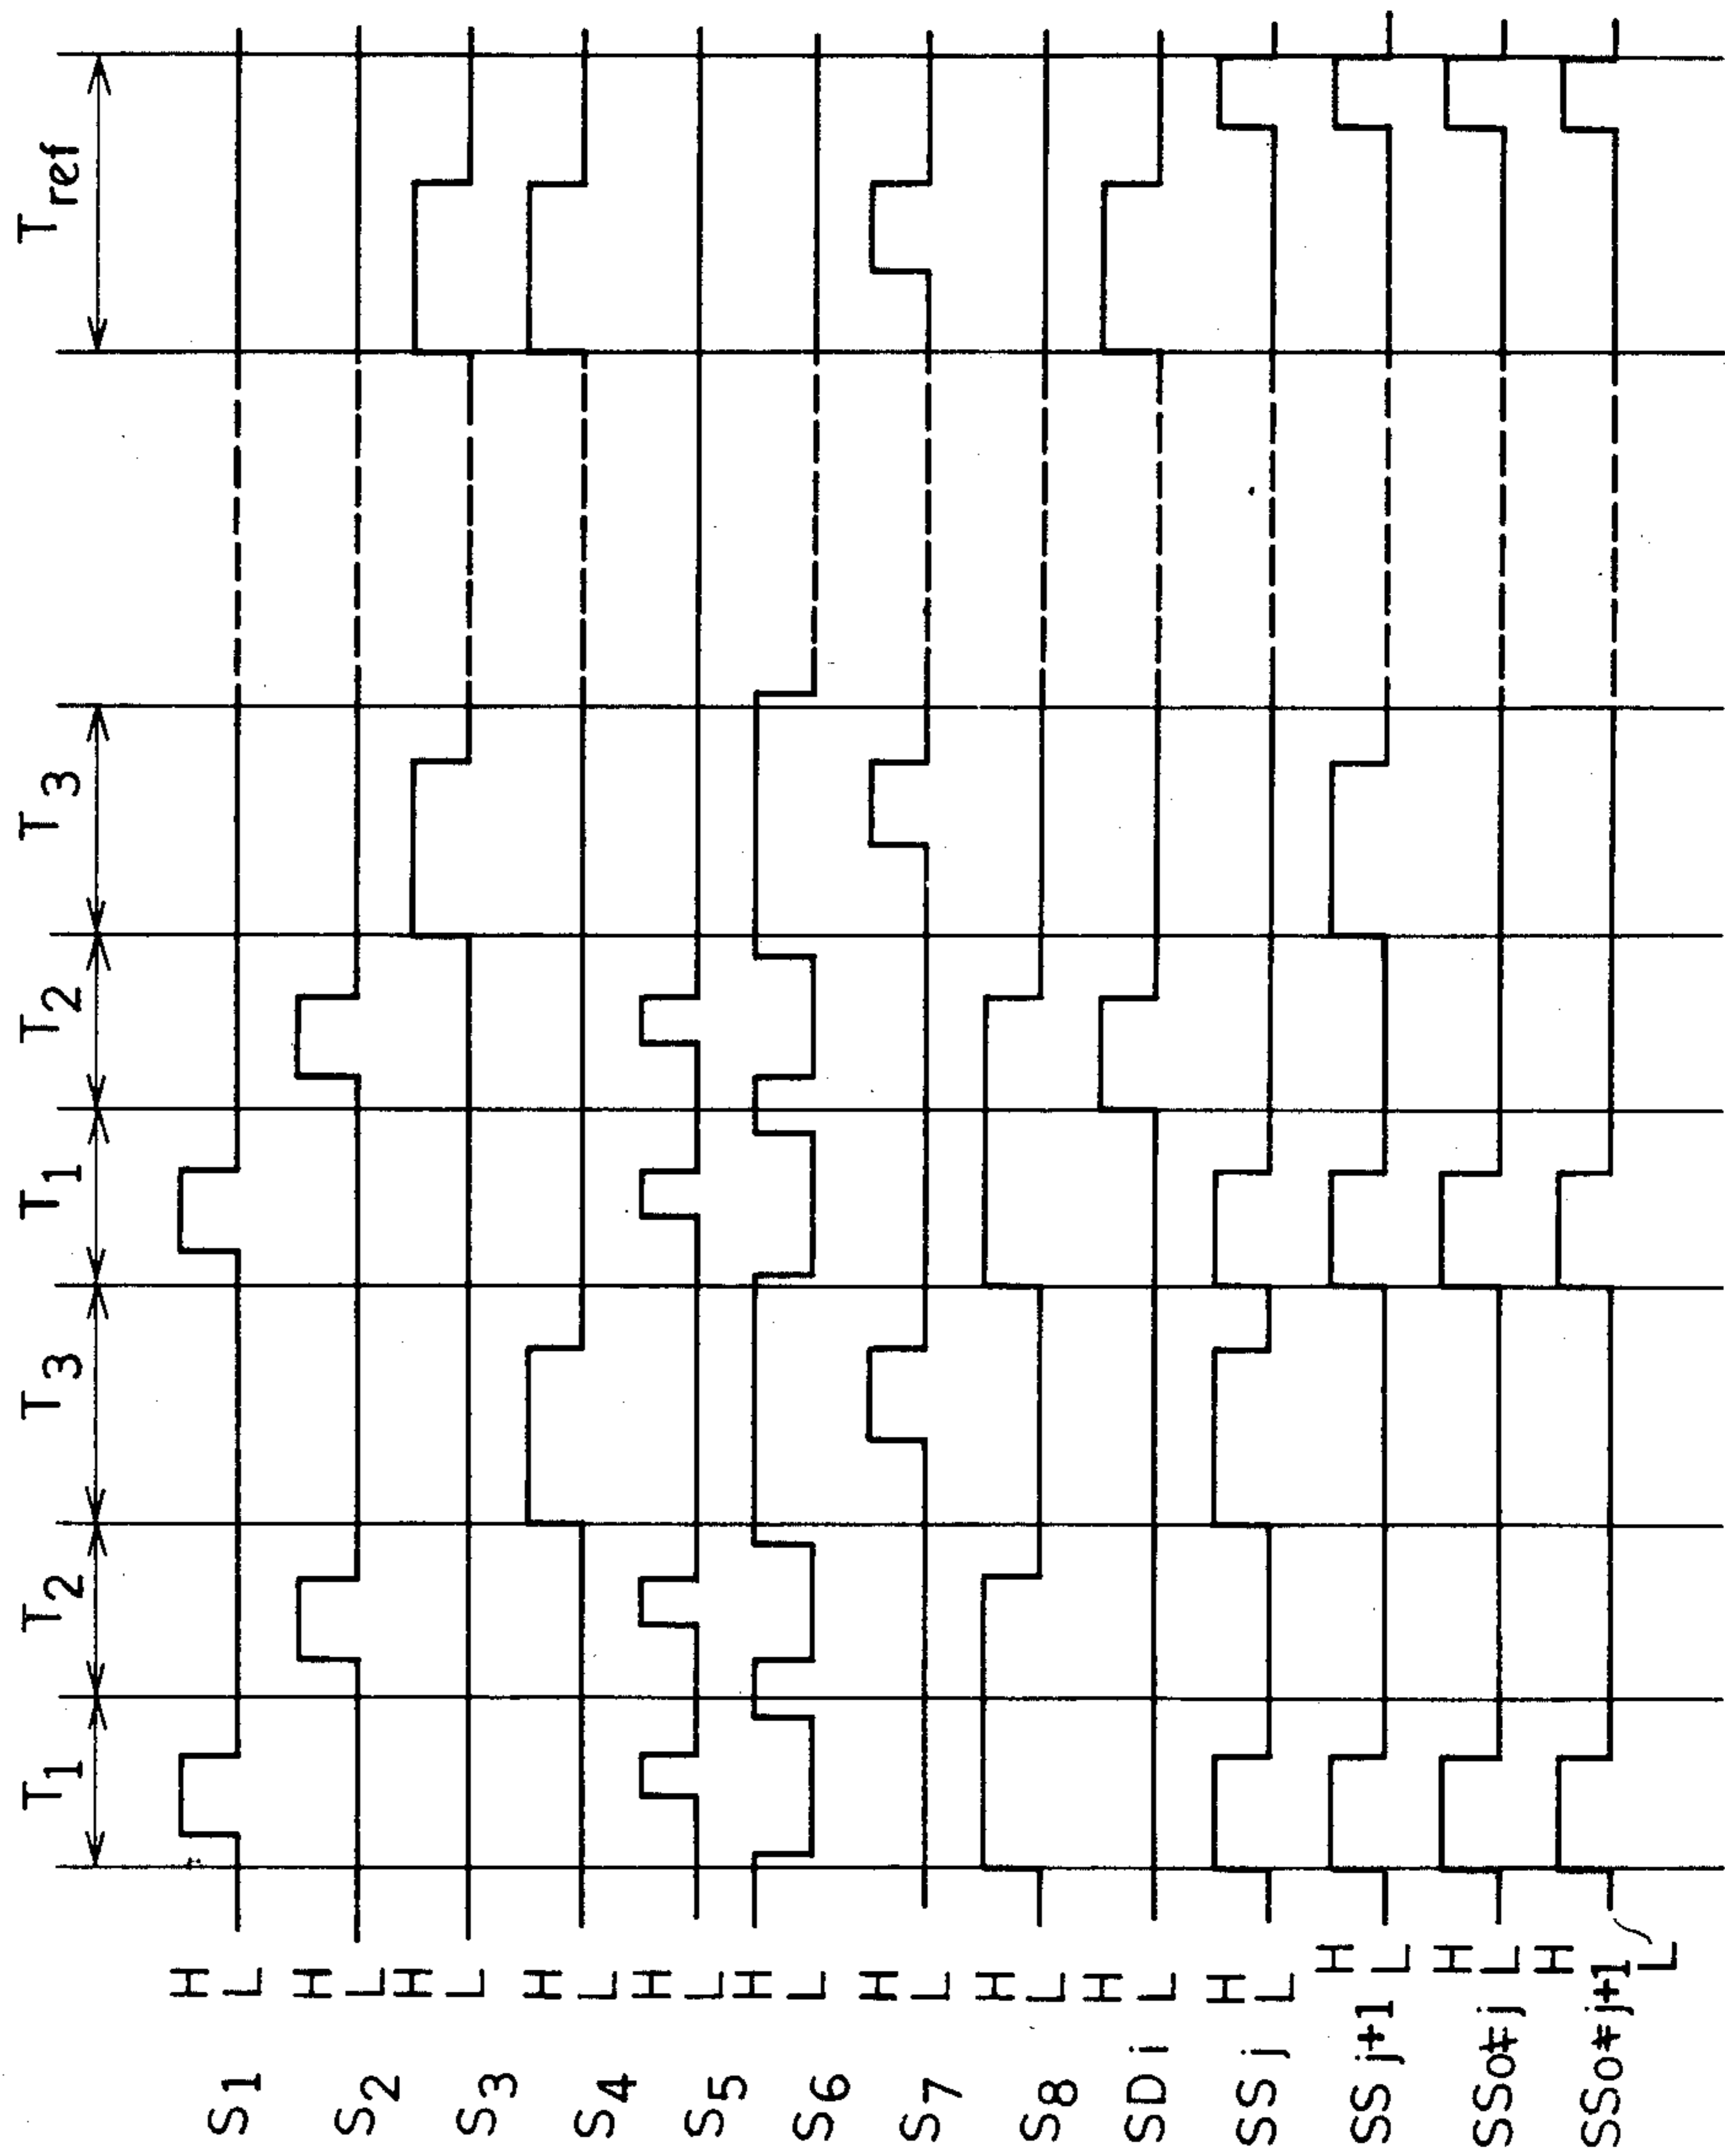 T1 T2 T3 T1 T2 T3 Tref
S1 H L
S2 H L
S3 H L
S4 H L
S5 H L
S6 H L
S7 H L
S8 H L
SDi H L
SSj H L
SSj+1 H L
SSo≠j H L
SSo≠j+1 H L